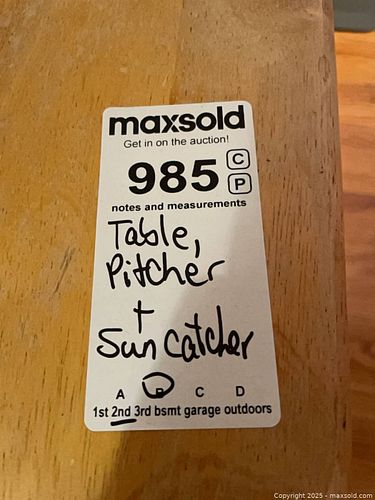 maxsold
Get in on the auction!
985 C
P
notes and measurements
Table,
Pitcher
+
Sun catcher
A B C D
1st 2nd 3rd bsmt garage outdoors
Copyright 2025 - maxsold.com